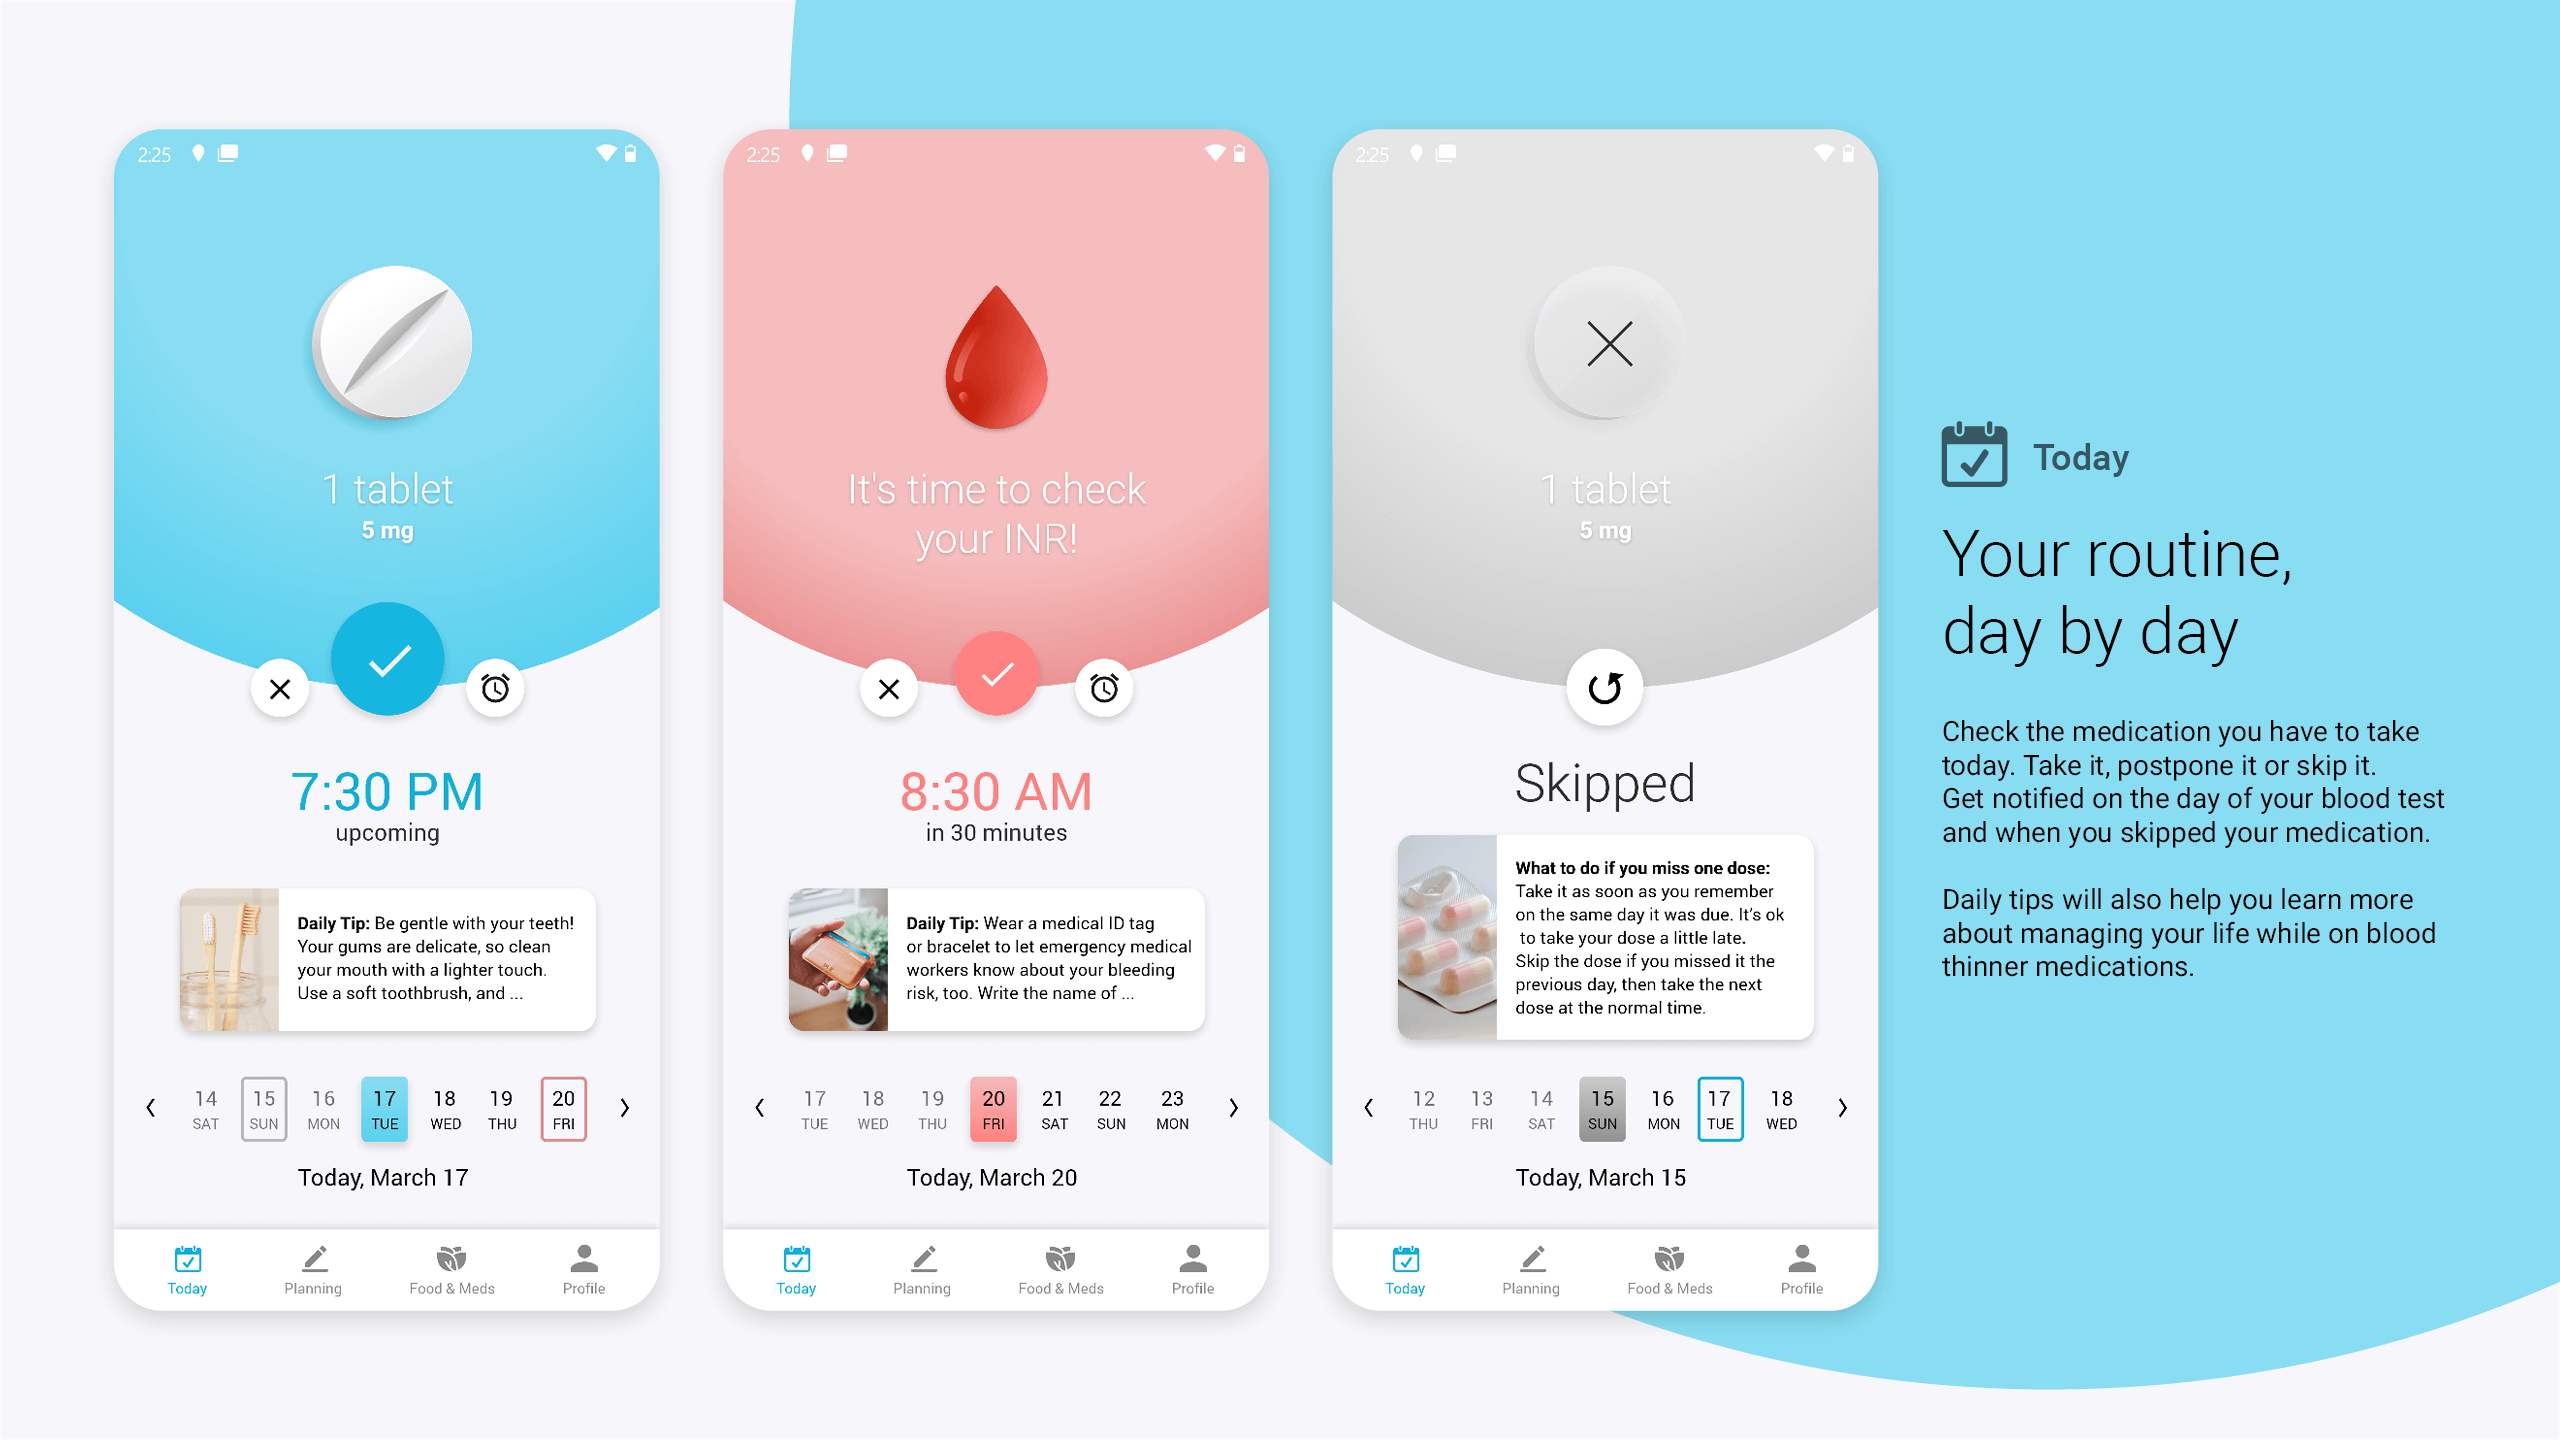 2:25
1 tablet
5 mg
7:30 PM
upcoming
Daily Tip: Be gentle with your teeth!
Your gums are delicate, so clean
your mouth with a lighter touch.
Use a soft toothbrush, and ...
14 15 16 17 18 19 20
SAT SUN MON TUE WED THU FRI
Today, March 17
Today Planning Food & Meds Profile
2:25
It's time to check
your INR!
8:30 AM
in 30 minutes
Daily Tip: Wear a medical ID tag
or bracelet to let emergency medical
workers know about your bleeding
risk, too. Write the name of ...
17 18 19 20 21 22 23
TUE WED THU FRI SAT SUN MON
Today, March 20
Today Planning Food & Meds Profile
2:25
1 tablet
5 mg
Skipped
What to do if you miss one dose:
Take it as soon as you remember
on the same day it was due. It's ok
to take your dose a little late.
Skip the dose if you missed it the
previous day, then take the next
dose at the normal time.
12 13 14 15 16 17 18
THU FRI SAT SUN MON TUE WED
Today, March 15
Today Planning Food & Meds Profile
Today
Your routine,
day by day
Check the medication you have to take
today. Take it, postpone it or skip it.
Get notified on the day of your blood test
and when you skipped your medication.
Daily tips will also help you learn more
about managing your life while on blood
thinner medications.